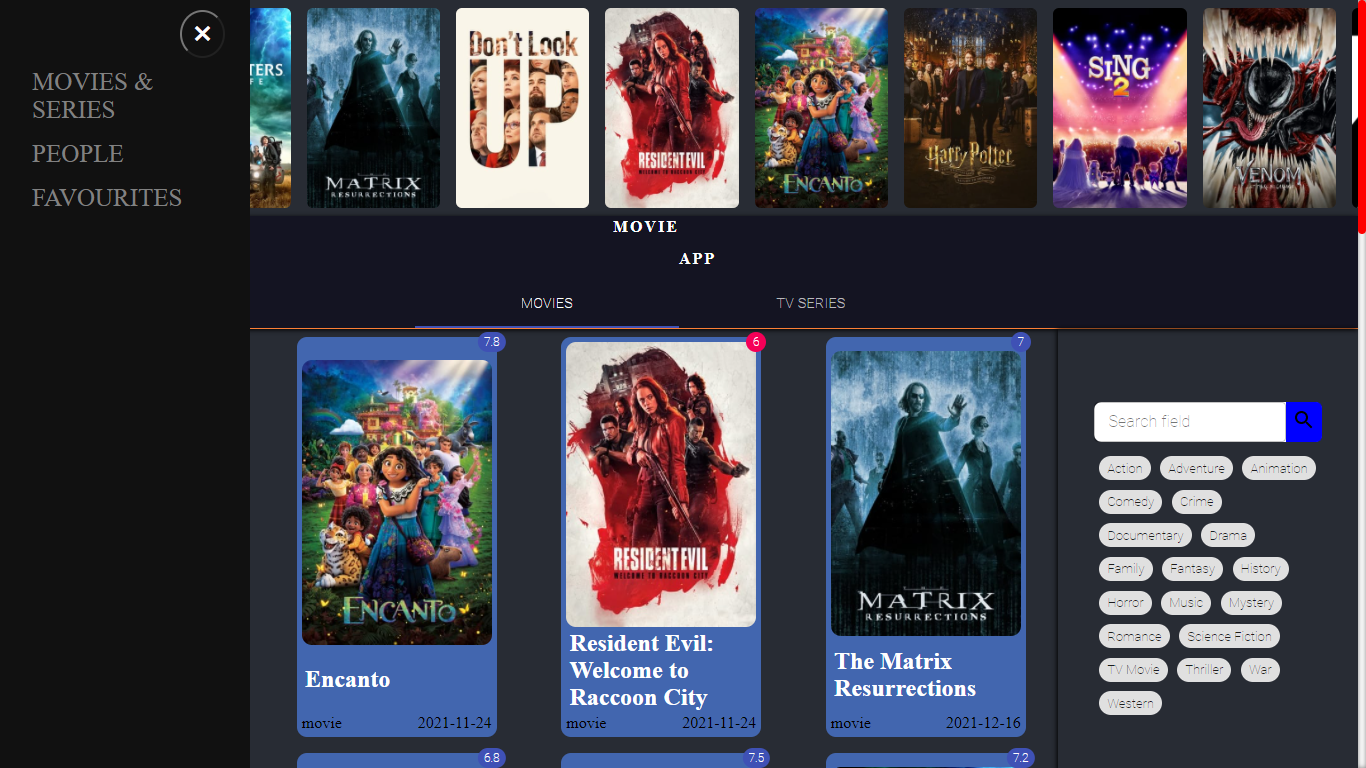 ×
MOVIES &
SERIES
PEOPLE
FAVOURITES
TERS
FE
MATRIX
RESURRECTIONS
Don't Look
UP
RESIDENT EVIL
WELCOME TO RACCOON CITY
ENCANTO
Harry Potter
SING
2
VENOM
MOVIE
APP
MOVIES
TV SERIES
7.8
ENCANTO
Encanto
movie 2021-11-24
6
RESIDENT EVIL
WELCOME TO RACCOON CITY
Resident Evil:
Welcome to
Raccoon City
movie 2021-11-24
7
MATRIX
RESURRECTIONS
The Matrix
Resurrections
movie 2021-12-16
6.8
7.5
7.2
Search field
Action Adventure Animation
Comedy Crime
Documentary Drama
Family Fantasy History
Horror Music Mystery
Romance Science Fiction
TV Movie Thriller War
Western